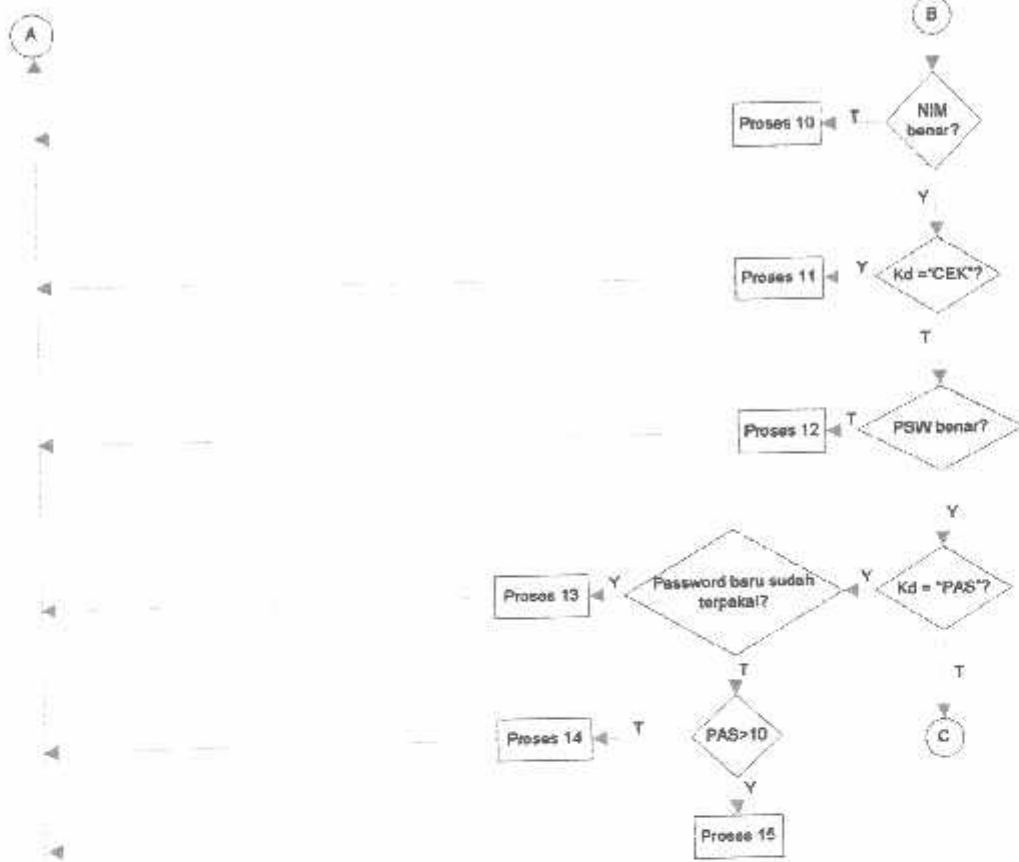 A
B
NIM
benar?
T
Proses 10
Y
Kd ="CEK"?
Y
Proses 11
T
PSW benar?
T
Proses 12
Y
Kd = "PAS"?
Y
Password baru sudah
terpakai?
Y
Proses 13
T
T
PAS>10
T
Proses 14
C
Y
Proses 15